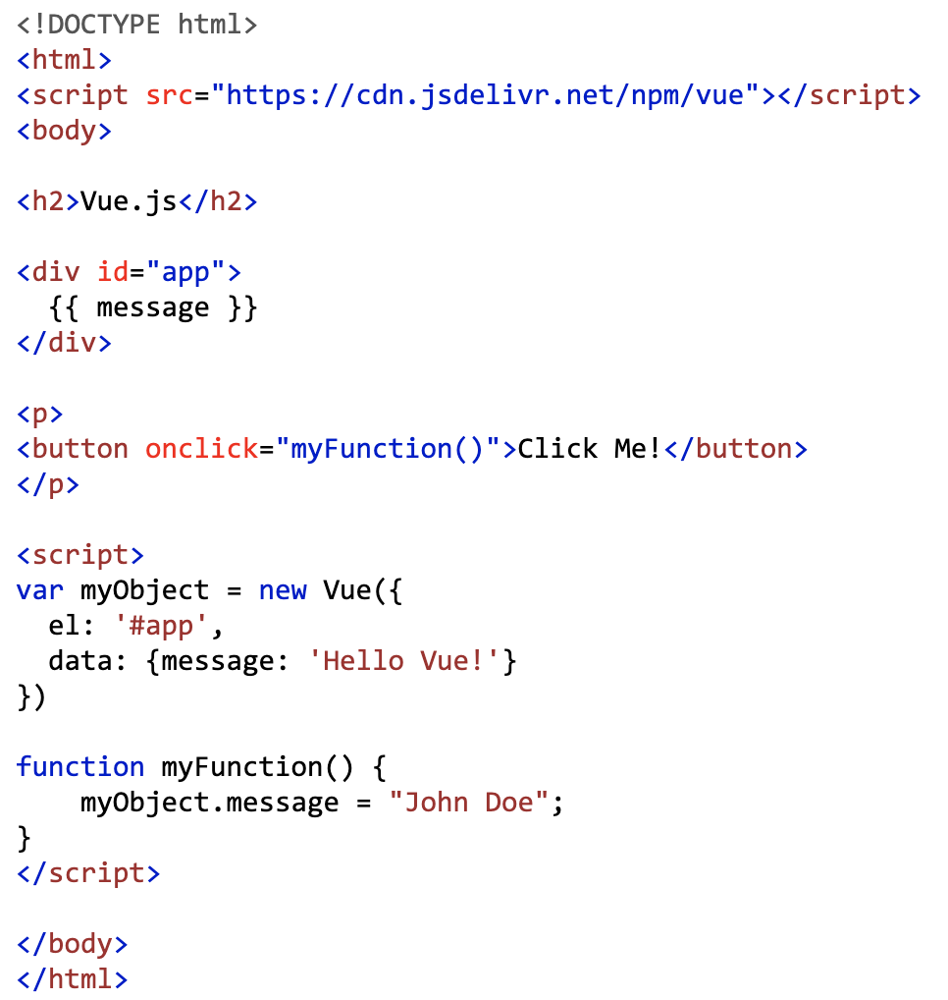 <!DOCTYPE html>
<html>
<script src="https://cdn.jsdelivr.net/npm/vue"></script>
<body>

<h2>Vue.js</h2>

<div id="app">
  {{ message }}
</div>

<p>
<button onclick="myFunction()">Click Me!</button>
</p>

<script>
var myObject = new Vue({
  el: '#app',
  data: {message: 'Hello Vue!'}
})

function myFunction() {
    myObject.message = "John Doe";
}
</script>

</body>
</html>